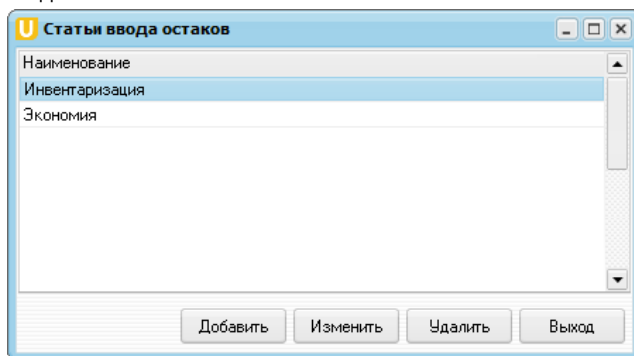 U Статьи ввода остаков
Наименование
Инвентаризация
Экономия
Добавить Изменить Удалить Выход